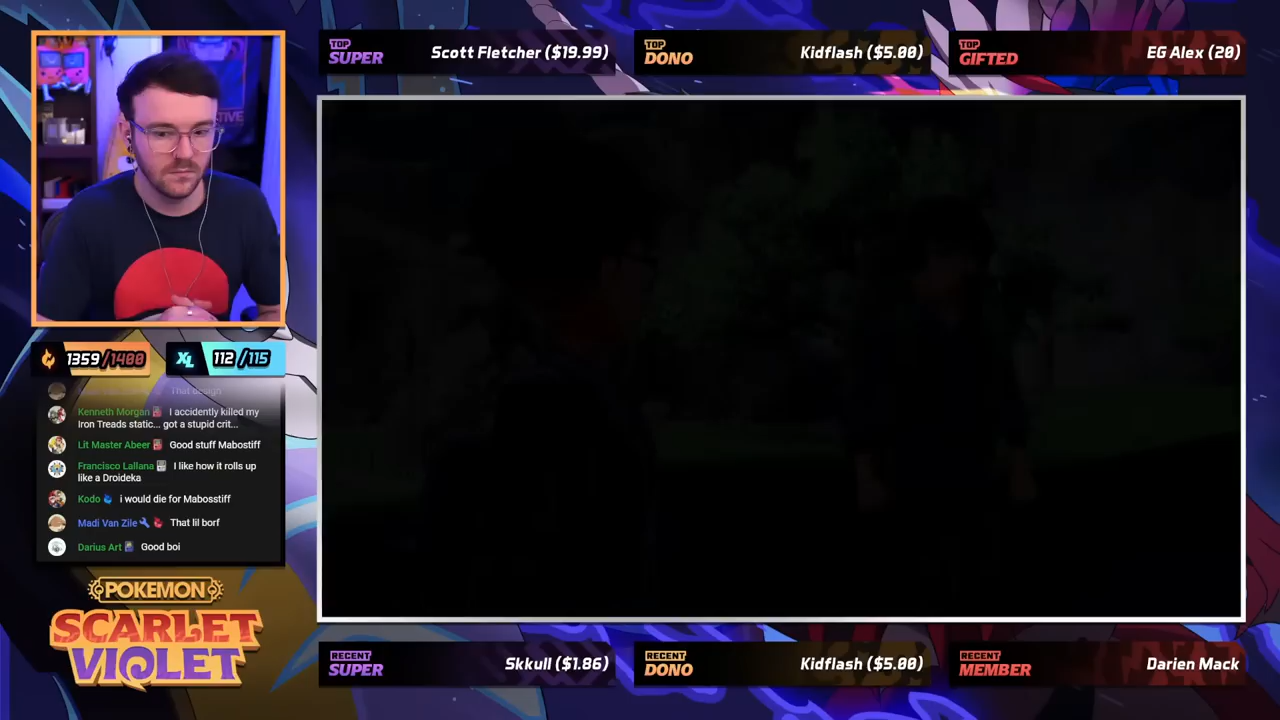 TOP SUPER Scott Fletcher ($19.99)
TOP DONO Kidflash ($5.00)
TOP GIFTED EG Alex (20)
1359/1400
XL 112/115
That design
Kenneth Morgan I accidently killed my
Iron Treads static... got a stupid crit...
Lit Master Abeer Good stuff Mabostiff
Francisco Lallana I like how it rolls up
like a Droideka
Kodo i would die for Mabosstiff
Madi Van Zile That lil borf
Darius Art Good boi
POKEMON
SCARLET
VIOLET
RECENT SUPER Skkull ($1.86)
RECENT DONO Kidflash ($5.00)
RECENT MEMBER Darien Mack